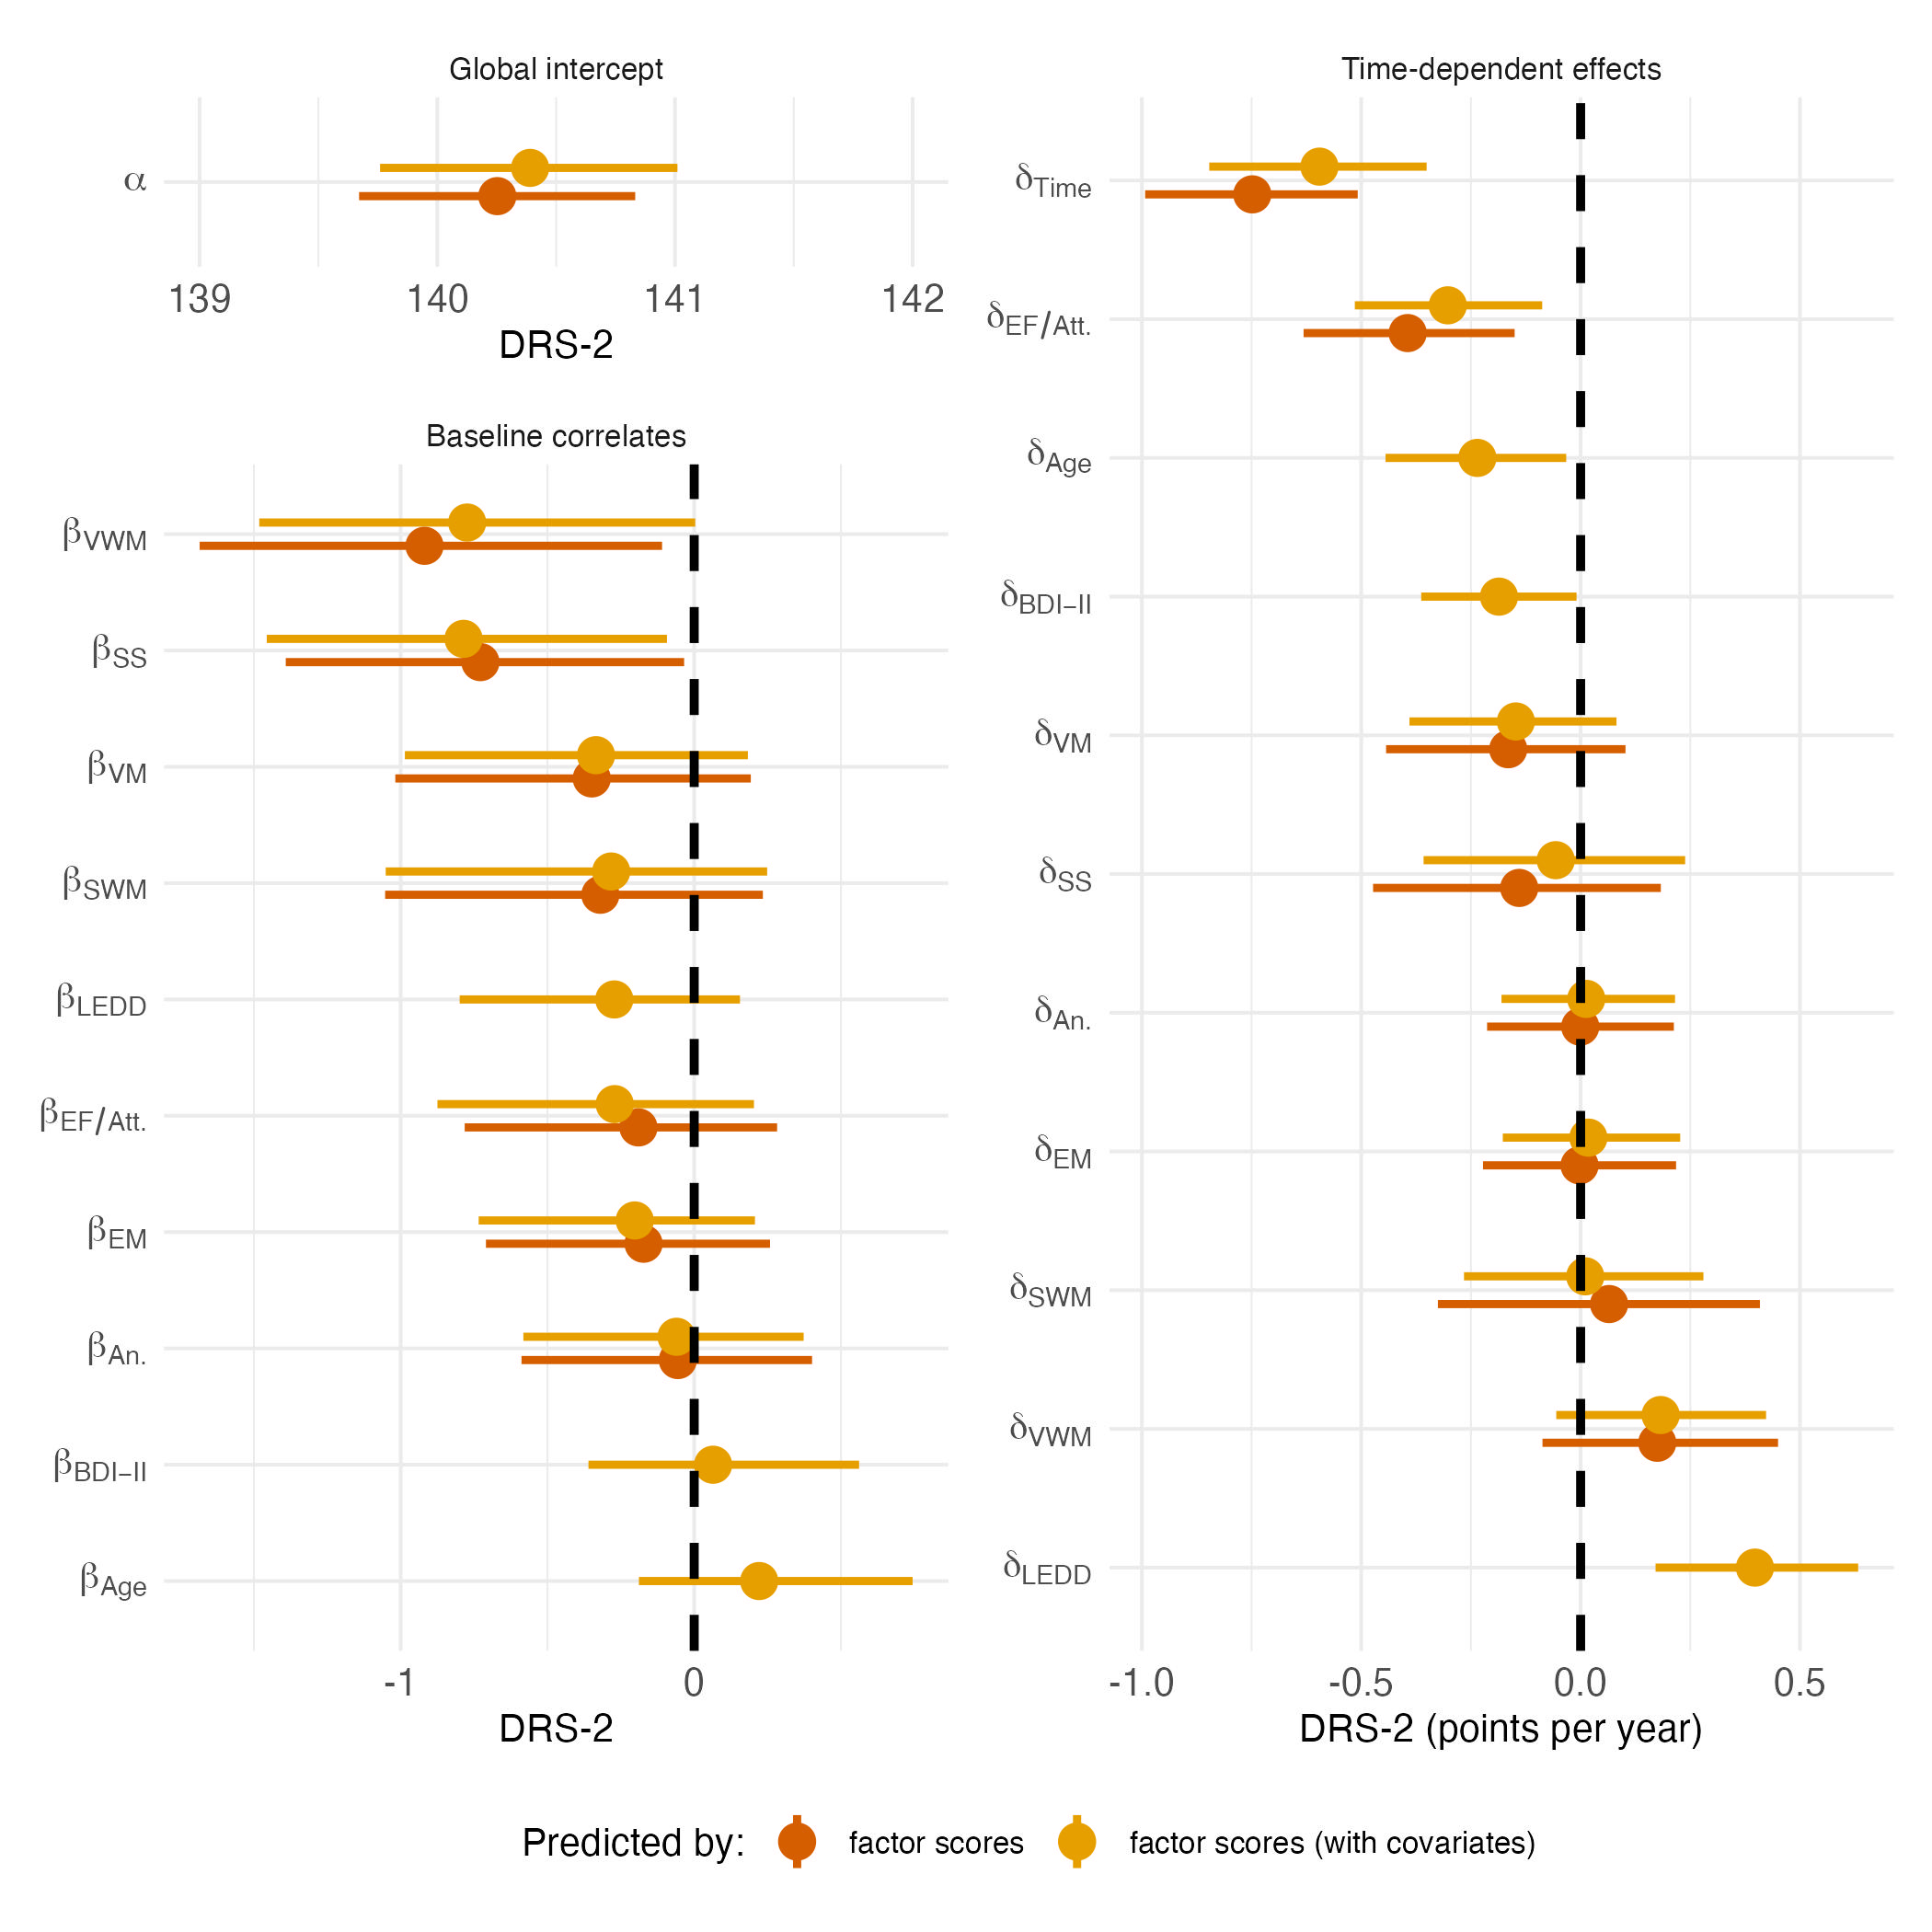 Global intercept
α
139 140 141 142
DRS-2
Baseline correlates
βVWM
βSS
βVM
βSWM
βLEDD
βEF/Att.
βEM
βAn.
βBDI−II
βAge
-1 0
DRS-2
Time-dependent effects
δTime
δEF/Att.
δAge
δBDI−II
δVM
δSS
δAn.
δEM
δSWM
δVWM
δLEDD
-1.0 -0.5 0.0 0.5
DRS-2 (points per year)
Predicted by: factor scores factor scores (with covariates)